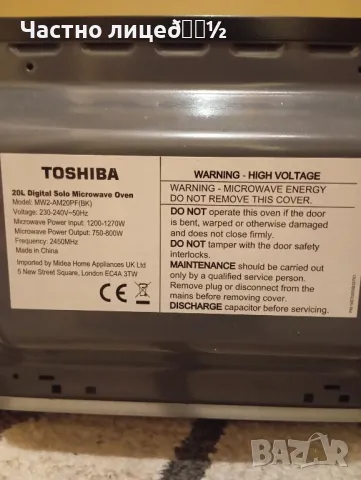 Частно лицеð½
TOSHIBA
20L Digital Solo Microwave Oven
Model: MW2-AM20PF(BK)
Voltage: 230-240V~50Hz
Microwave Power Input: 1200-1270W
Microwave Power Output: 750-800W
Frequency: 2450MHz
Made in China
Imported by Midea Home Appliances UK Ltd
5 New Street Square, London EC4A 3TW
WARNING - HIGH VOLTAGE
WARNING - MICROWAVE ENERGY
DO NOT REMOVE THIS COVER.
DO NOT operate this oven if the door
is bent, warped or otherwise damaged
and does not close firmly.
DO NOT tamper with the door safety
interlocks.
MAINTENANCE should be carried out
only by a qualified service person.
Remove plug or disconnect from the
mains before removing cover.
DISCHARGE capacitor before servicing.
BAZAR
bg